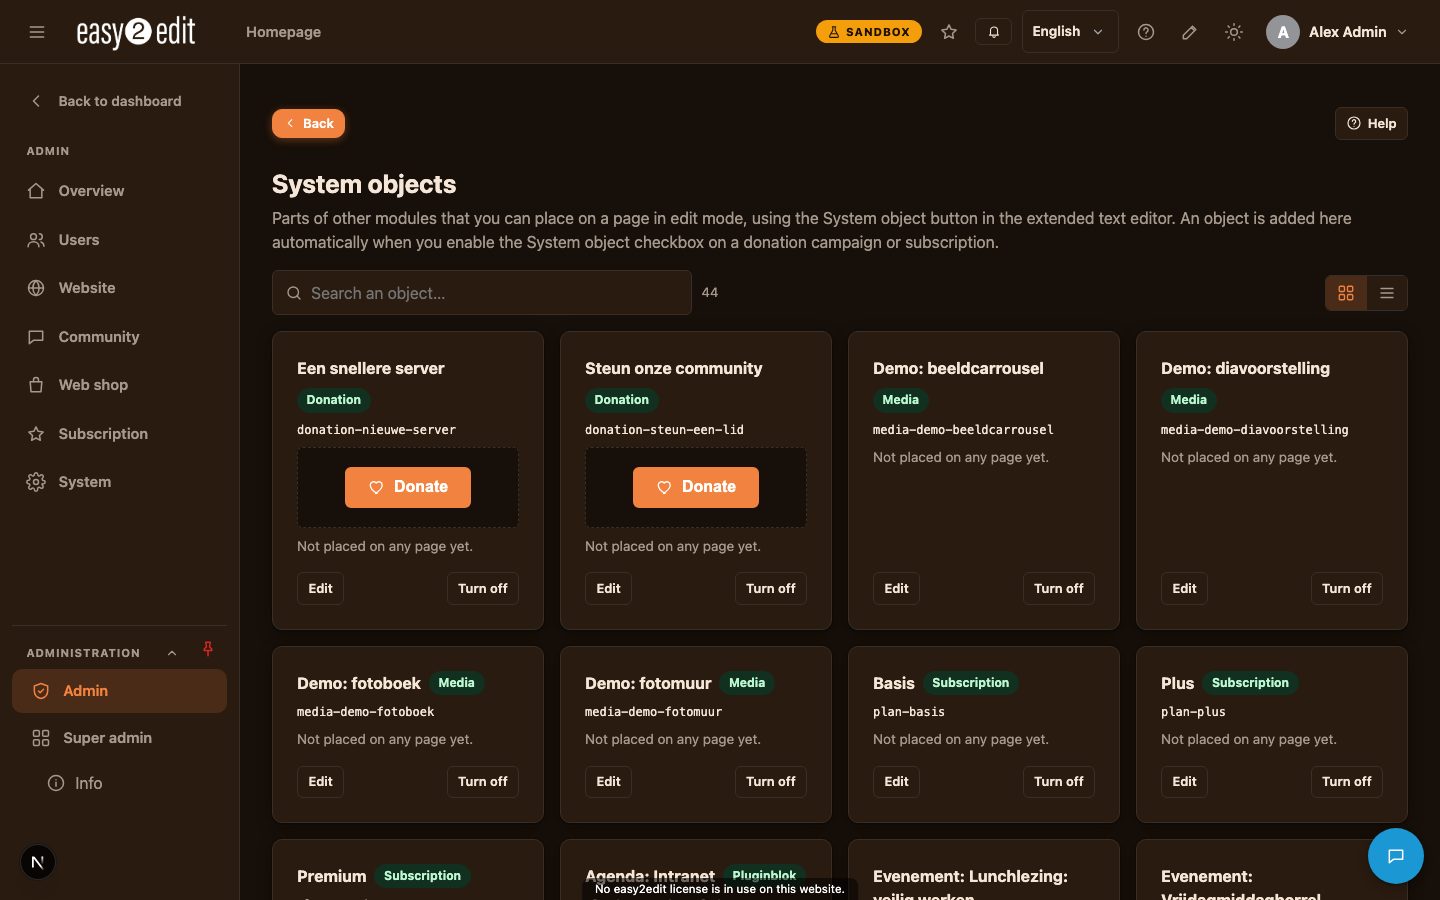 easy2edit
Homepage
SANDBOX
English
A
Alex Admin
Back to dashboard
ADMIN
Overview
Users
Website
Community
Web shop
Subscription
System
ADMINISTRATION
Admin
Super admin
Info
N
Back
Help
System objects
Parts of other modules that you can place on a page in edit mode, using the System object button in the extended text editor. An object is added here
automatically when you enable the System object checkbox on a donation campaign or subscription.
Search an object...
44
Een snellere server
Donation
donation-nieuwe-server
Donate
Not placed on any page yet.
Edit
Turn off
Steun onze community
Donation
donation-steun-een-lid
Donate
Not placed on any page yet.
Edit
Turn off
Demo: beeldcarrousel
Media
media-demo-beeldcarrousel
Not placed on any page yet.
Edit
Turn off
Demo: diavoorstelling
Media
media-demo-diavoorstelling
Not placed on any page yet.
Edit
Turn off
Demo: fotoboek Media
media-demo-fotoboek
Not placed on any page yet.
Edit
Turn off
Demo: fotomuur Media
media-demo-fotomuur
Not placed on any page yet.
Edit
Turn off
Basis Subscription
plan-basis
Not placed on any page yet.
Edit
Turn off
Plus Subscription
plan-plus
Not placed on any page yet.
Edit
Turn off
Premium Subscription
Agenda: Intranet Pluginblok
Evenement: Lunchlezing:
veilig werken
Evenement:
Vrijdagmiddagborrel
No easy2edit license is in use on this website.